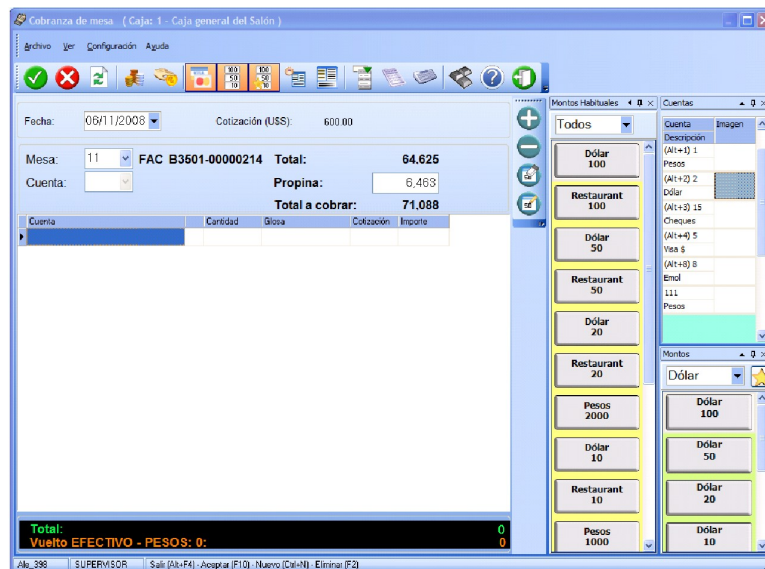 Cobranza de mesa ( Caja: 1 - Caja general del Salón )
Archivo Ver Configuración Ayuda
100 50 10
100 50 10
Fecha: 06/11/2008 Cotización (U$S): 600.00
Mesa: 11 FAC B3501-00000214 Total: 64.625
Cuenta: Propina: 6,463
Total a cobrar: 71.088
Cuenta Cantidad Glosa Cotización Importe
Total: 0
Vuelto EFECTIVO - PESOS: 0: 0
Montos Habituales
Todos
Dólar
100
Restaurant
100
Dólar
50
Restaurant
50
Dólar
20
Restaurant
20
Pesos
2000
Dólar
10
Restaurant
10
Pesos
1000
Cuentas
Cuenta Imagen
Descripción
(Alt+1) 1
Pesos
(Alt+2) 2
Dólar
(Alt+3) 15
Cheques
(Alt+4) 5
Visa $
(Alt+8) 8
Emol
111
Pesos
Montos
Dólar
Dólar
100
Dólar
50
Dólar
20
Dólar
10
Ale_398 SUPERVISOR Salir (Alt+F4) - Aceptar (F10) - Nuevo (Ctrl+N) - Eliminar (F2)